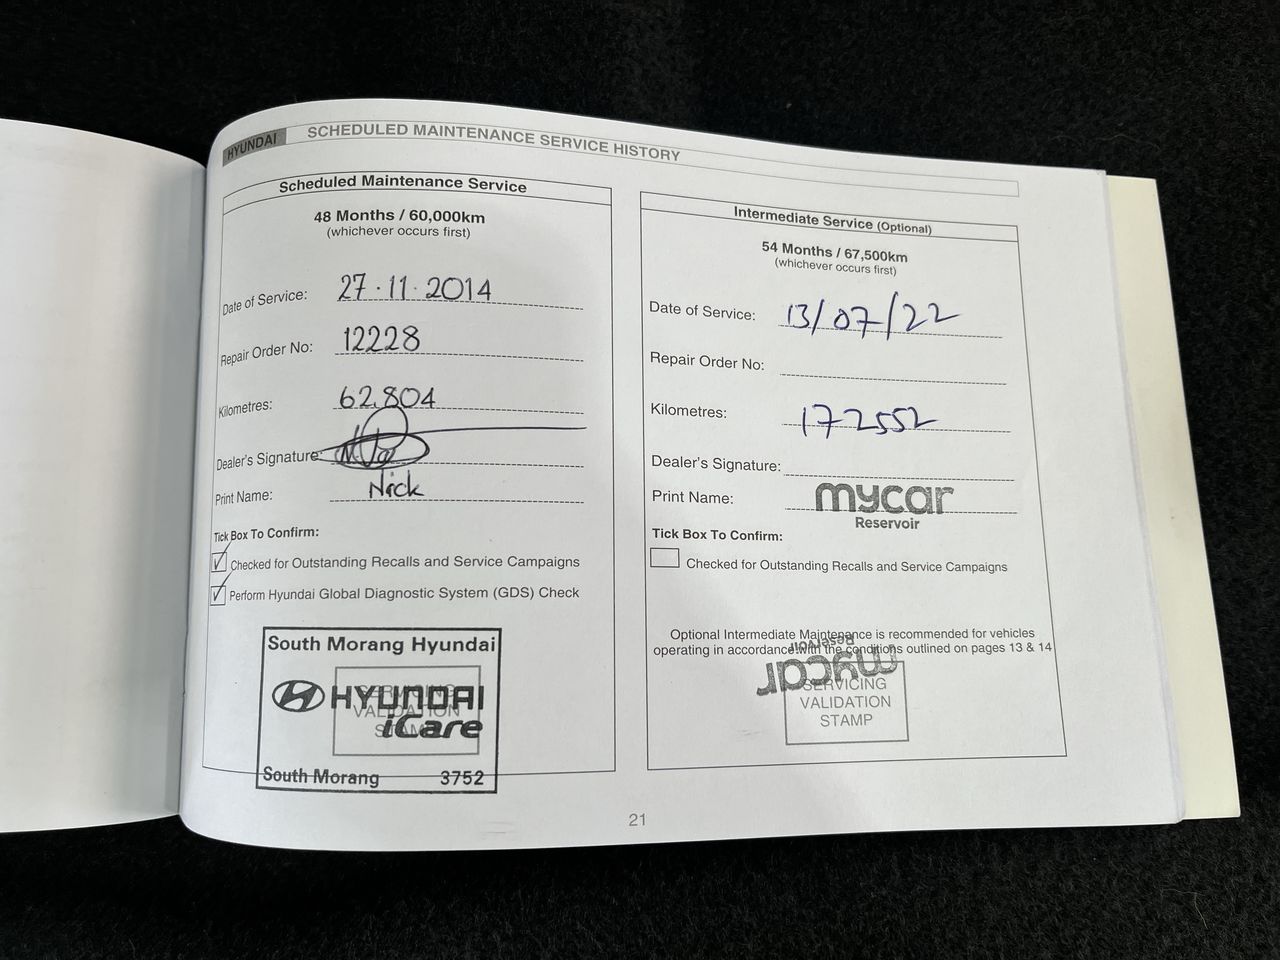 HYUNDAI SCHEDULED MAINTENANCE SERVICE HISTORY
Scheduled Maintenance Service
48 Months / 60,000km
(whichever occurs first)
Date of Service: 27.11.2014
Repair Order No: 12228
Kilometres: 62.804
Dealer's Signature:
Print Name: Nick
Tick Box To Confirm:
Checked for Outstanding Recalls and Service Campaigns
Perform Hyundai Global Diagnostic System (GDS) Check
South Morang Hyundai
HYUNDAI
iCare
SERVICING
VALIDATION
STAMP
South Morang 3752
Intermediate Service (Optional)
54 Months / 67,500km
(whichever occurs first)
Date of Service: 13/07/22
Repair Order No:
Kilometres: 172552
Dealer's Signature:
Print Name: mycar
Reservoir
Tick Box To Confirm:
Checked for Outstanding Recalls and Service Campaigns
Optional Intermediate Maintenance is recommended for vehicles
operating in accordance with the conditions outlined on pages 13 & 14
mycar
Reservoir
SERVICING
VALIDATION
STAMP
21